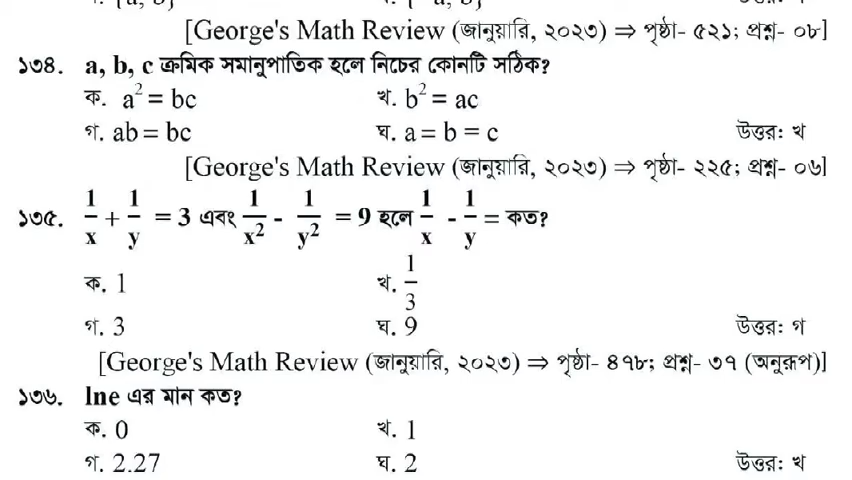 [George's Math Review (জানুয়ারি, ২০২৩) ⇒ পৃষ্ঠা- ৫২১; প্রশ্ন- ০৮]
১৩৪. a, b, c ক্রমিক সমানুপাতিক হলে নিচের কোনটি সঠিক?
ক. a² = bc খ. b² = ac
গ. ab = bc ঘ. a = b = c উত্তর: খ
[George's Math Review (জানুয়ারি, ২০২৩) ⇒ পৃষ্ঠা- ২২৫; প্রশ্ন- ০৬]
১৩৫. 1/x + 1/y = 3 এবং 1/x² - 1/y² = 9 হলে 1/x - 1/y = কত?
ক. 1 খ. 1/3
গ. 3 ঘ. 9 উত্তর: গ
[George's Math Review (জানুয়ারি, ২০২৩) ⇒ পৃষ্ঠা- ৪৭৮; প্রশ্ন- ৩৭ (অনুরূপ)]
১৩৬. lne এর মান কত?
ক. 0 খ. 1
গ. 2.27 ঘ. 2 উত্তর: খ